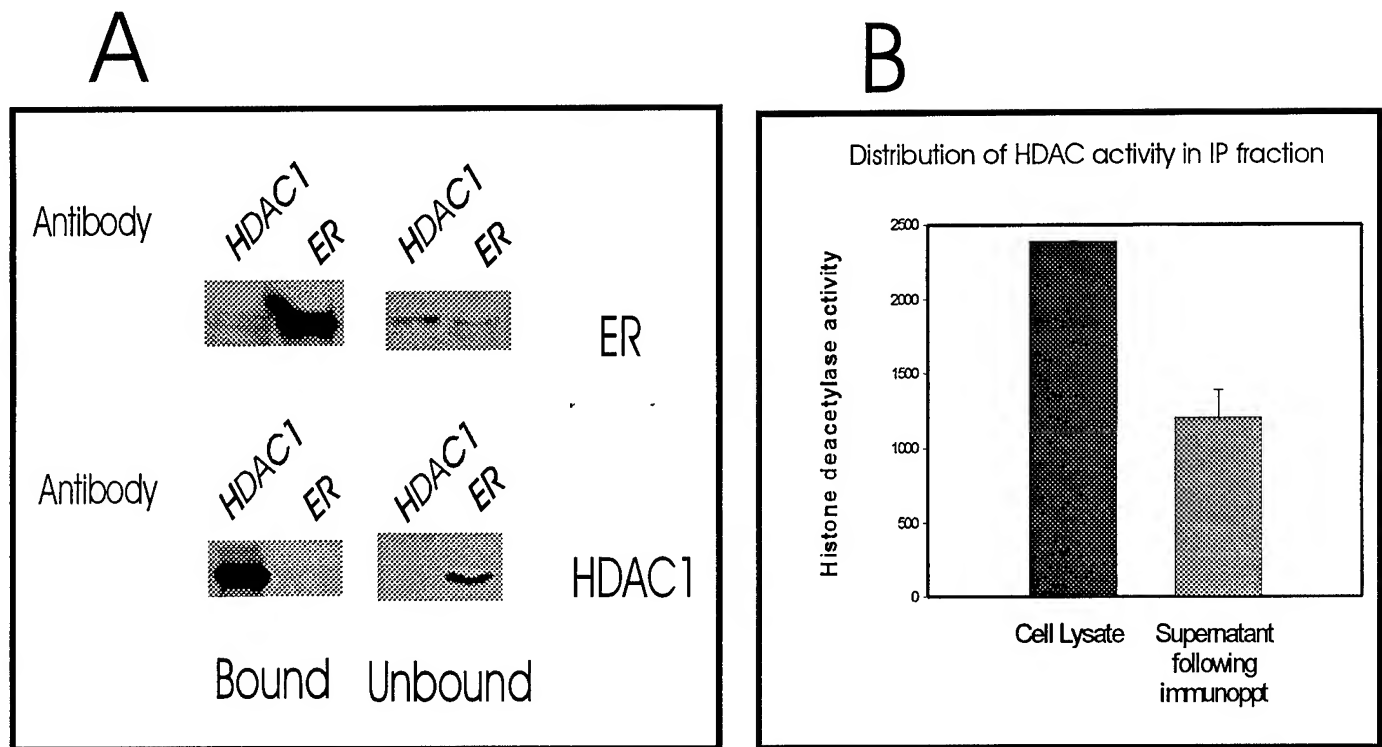 A
Antibody
HDAC1
ER
HDAC1
ER
ER
Antibody
HDAC1
ER
HDAC1
ER
HDAC1
Bound
Unbound
B
Distribution of HDAC activity in IP fraction
Histone deacetylase activity
2500
2000
1500
1000
500
0
Cell Lysate
Supernatant
following
immunoppt